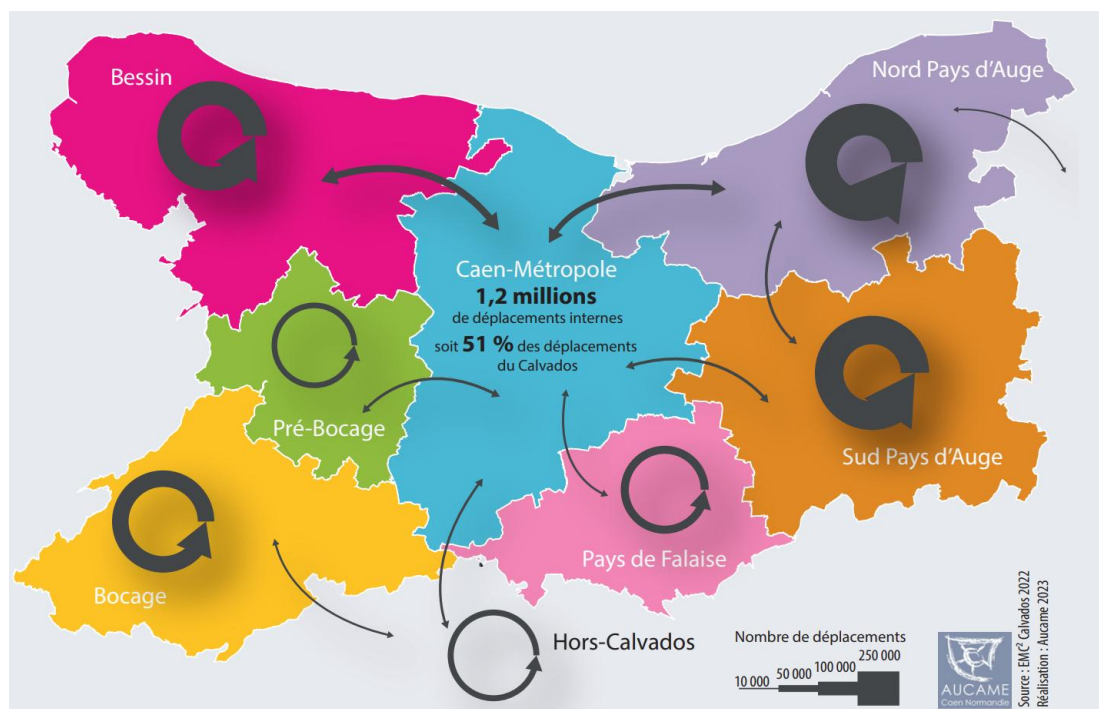 Bessin
Nord Pays d'Auge
Caen-Métropole
1,2 millions
de déplacements internes
soit 51 % des déplacements
du Calvados
Pré-Bocage
Sud Pays d'Auge
Bocage
Pays de Falaise
Hors-Calvados
Nombre de déplacements
10 000
50 000
100 000
250 000
AUCAME
Caen Normandie
Source : EMC² Calvados 2022
Réalisation : Aucame 2023